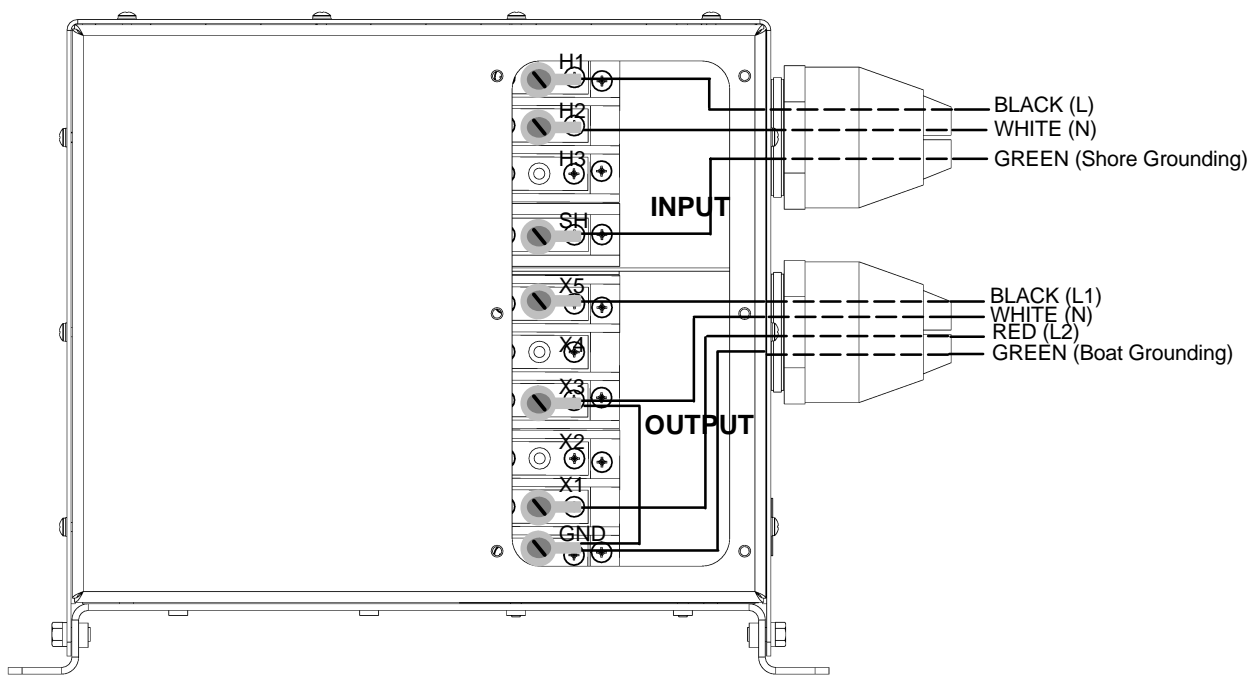 H1
H2
H3
SH
INPUT
BLACK (L)
WHITE (N)
GREEN (Shore Grounding)
X5
X4
X3
X2
X1
GND
OUTPUT
BLACK (L1)
WHITE (N)
RED (L2)
GREEN (Boat Grounding)